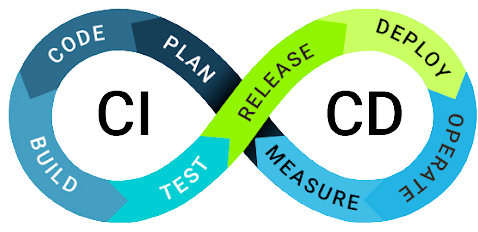 PLAN
CODE
BUILD
TEST
RELEASE
DEPLOY
OPERATE
MEASURE
CI
CD